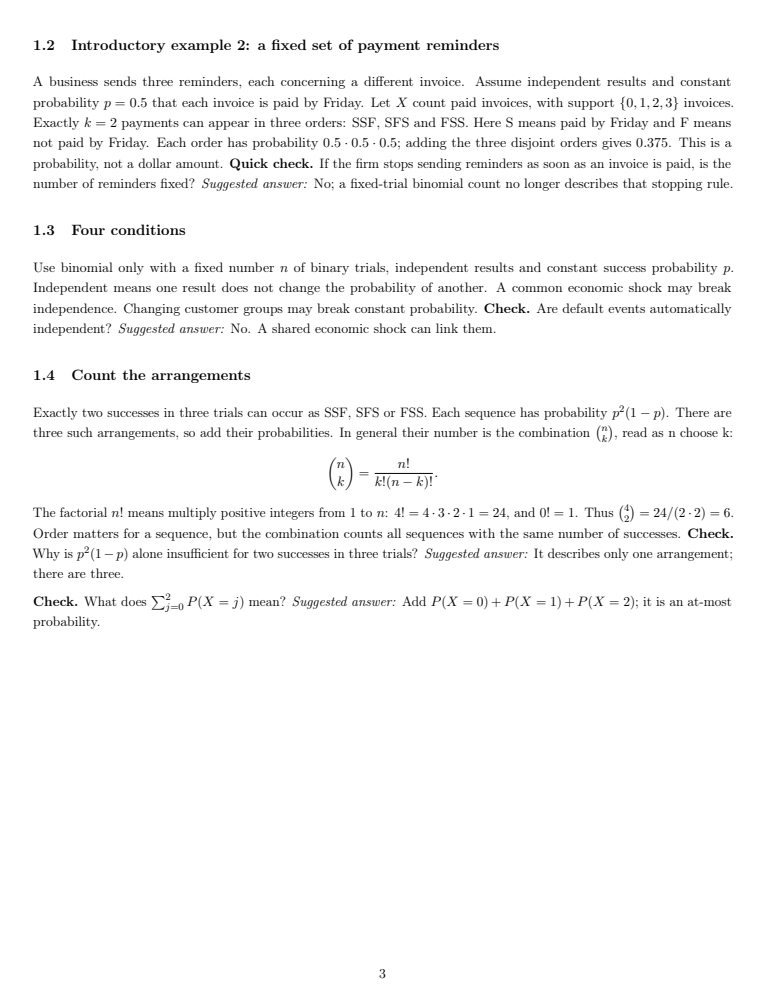 1.2 Introductory example 2: a fixed set of payment reminders
A business sends three reminders, each concerning a different invoice. Assume independent results and constant
probability p = 0.5 that each invoice is paid by Friday. Let X count paid invoices, with support {0, 1, 2, 3} invoices.
Exactly k = 2 payments can appear in three orders: SSF, SFS and FSS. Here S means paid by Friday and F means
not paid by Friday. Each order has probability 0.5 · 0.5 · 0.5; adding the three disjoint orders gives 0.375. This is a
probability, not a dollar amount. Quick check. If the firm stops sending reminders as soon as an invoice is paid, is the
number of reminders fixed? Suggested answer: No; a fixed-trial binomial count no longer describes that stopping rule.
1.3 Four conditions
Use binomial only with a fixed number n of binary trials, independent results and constant success probability p.
Independent means one result does not change the probability of another. A common economic shock may break
independence. Changing customer groups may break constant probability. Check. Are default events automatically
independent? Suggested answer: No. A shared economic shock can link them.
1.4 Count the arrangements
Exactly two successes in three trials can occur as SSF, SFS or FSS. Each sequence has probability p²(1 − p). There are
three such arrangements, so add their probabilities. In general their number is the combination (n k), read as n choose k:
(n k) = n! / k!(n − k)! .
The factorial n! means multiply positive integers from 1 to n: 4! = 4 · 3 · 2 · 1 = 24, and 0! = 1. Thus (4 2) = 24/(2 · 2) = 6.
Order matters for a sequence, but the combination counts all sequences with the same number of successes. Check.
Why is p²(1−p) alone insufficient for two successes in three trials? Suggested answer: It describes only one arrangement;
there are three.
Check. What does ∑²ⱼ₌₀ P(X = j) mean? Suggested answer: Add P(X = 0) + P(X = 1) + P(X = 2); it is an at-most
probability.
3